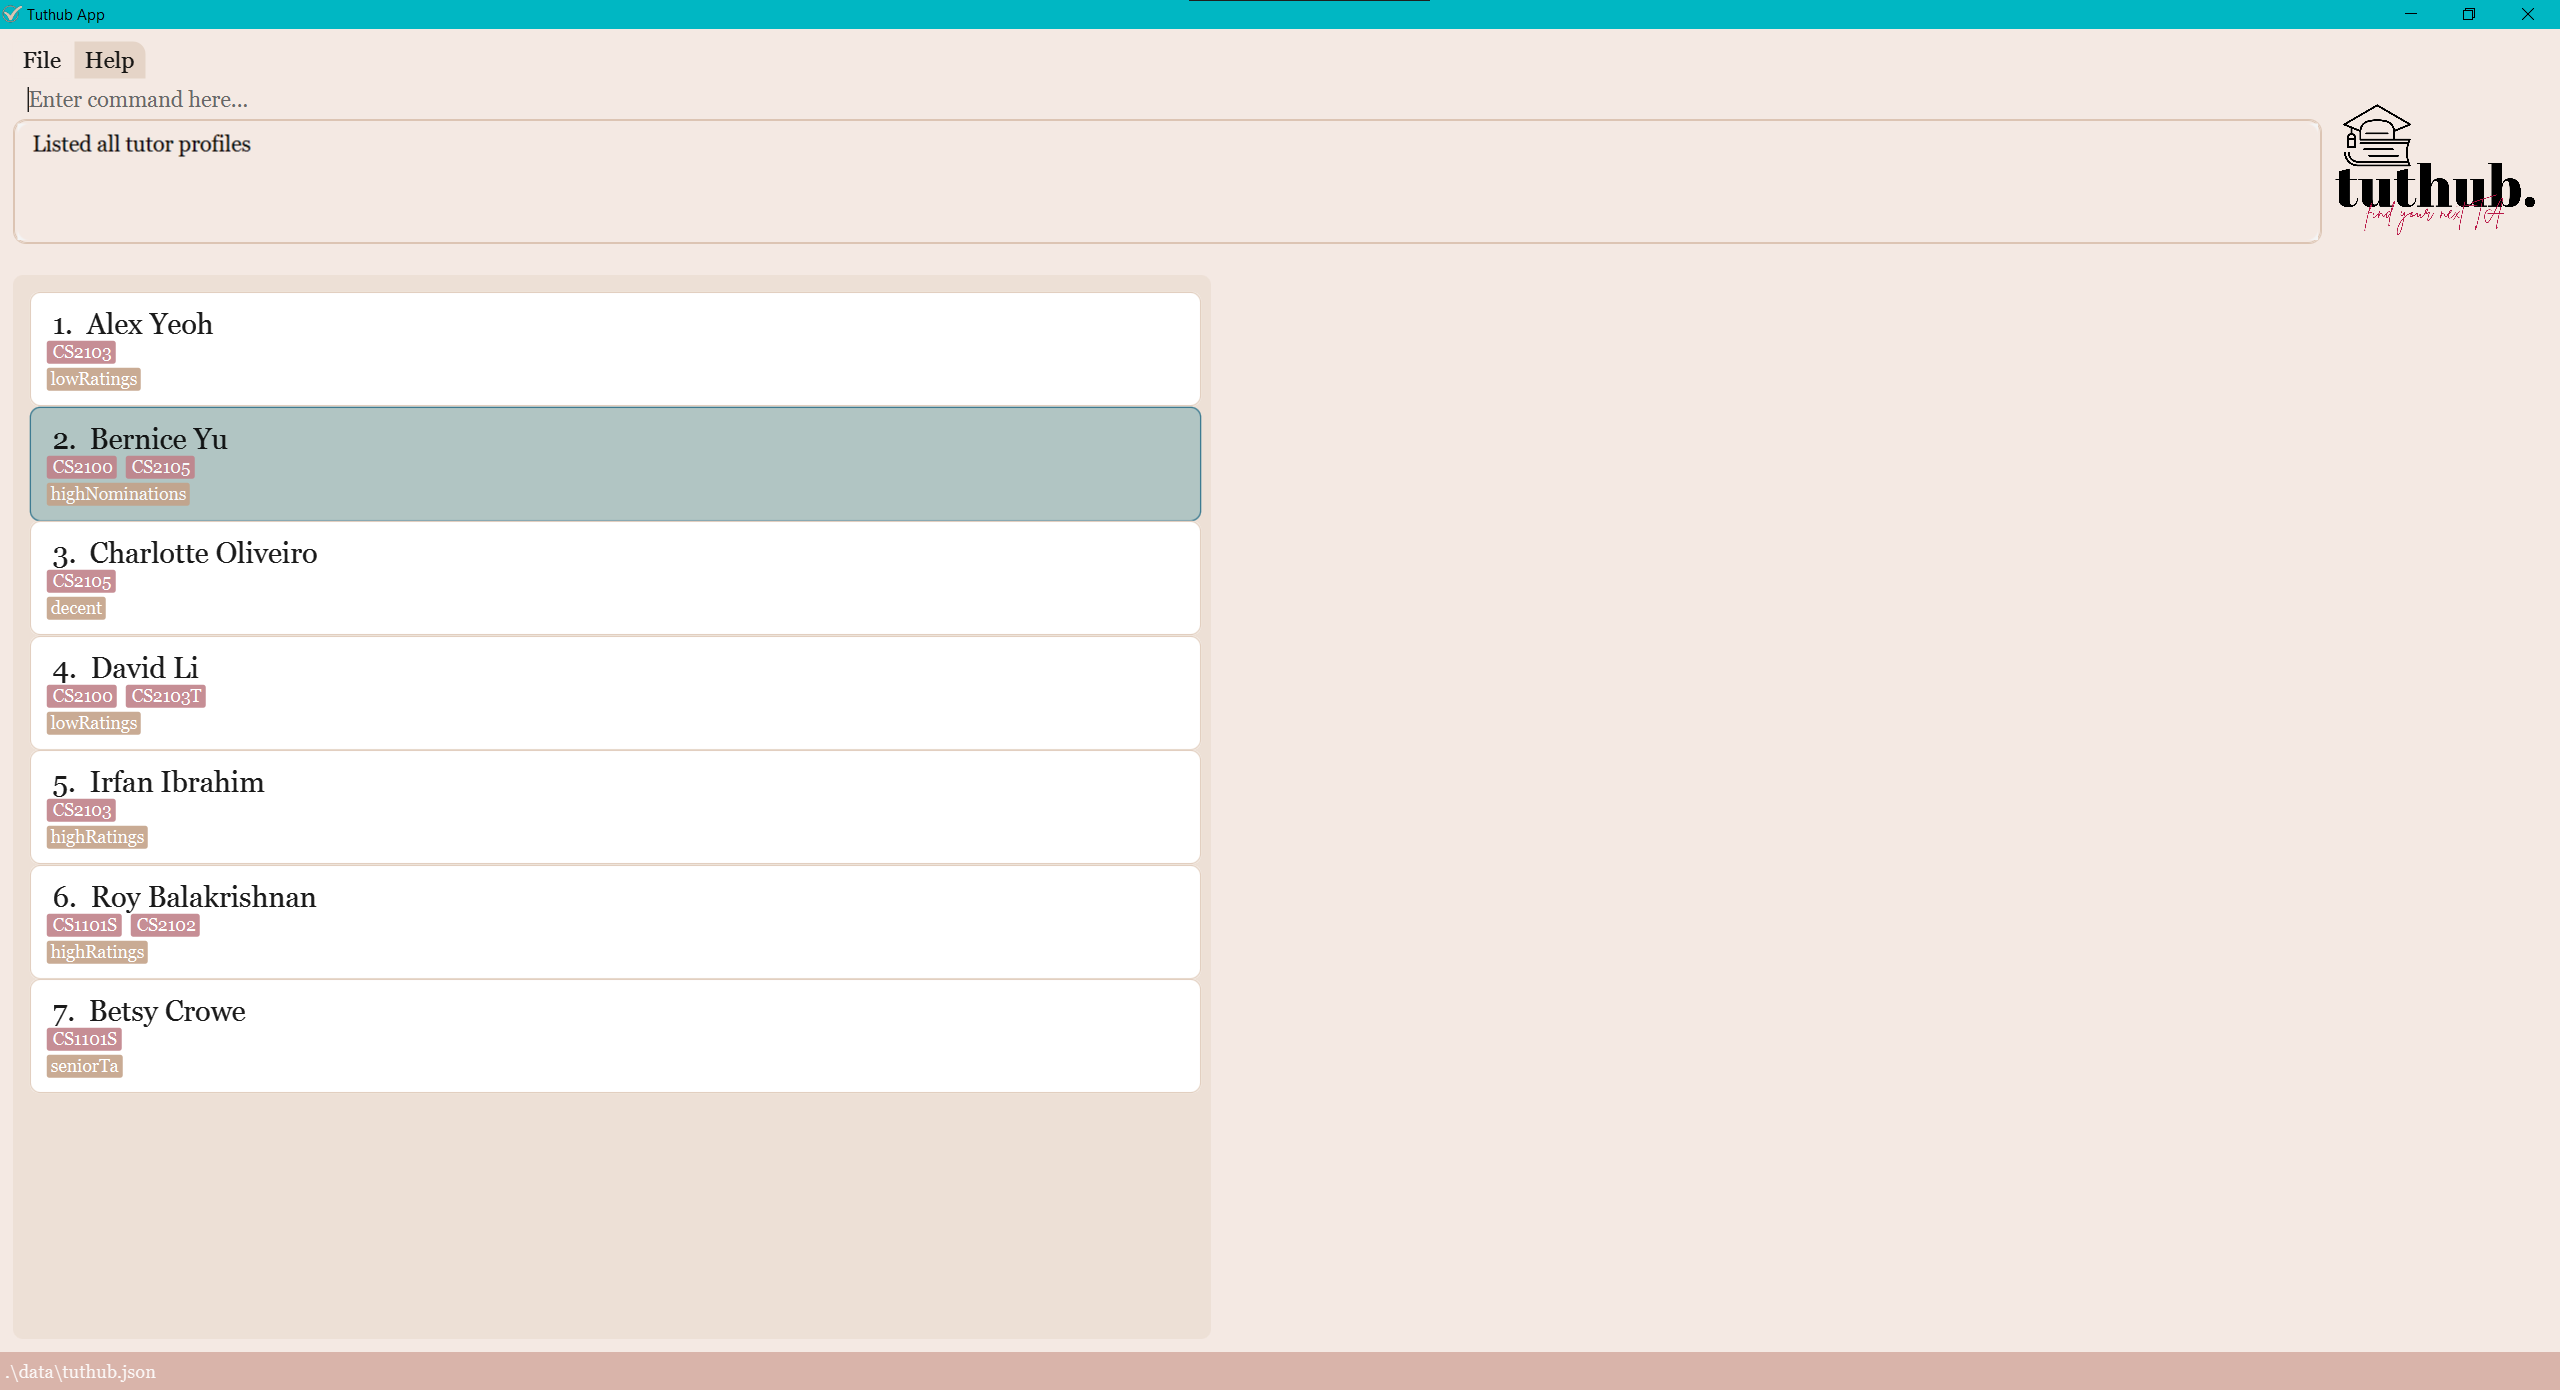 Tuthub App
File Help
Enter command here...
Listed all tutor profiles
tuthub.
find your next TA
1. Alex Yeoh
CS2103
lowRatings
2. Bernice Yu
CS2100 CS2105
highNominations
3. Charlotte Oliveiro
CS2105
decent
4. David Li
CS2100 CS2103T
lowRatings
5. Irfan Ibrahim
CS2103
highRatings
6. Roy Balakrishnan
CS1101S CS2102
highRatings
7. Betsy Crowe
CS1101S
seniorTa
.\data\tuthub.json